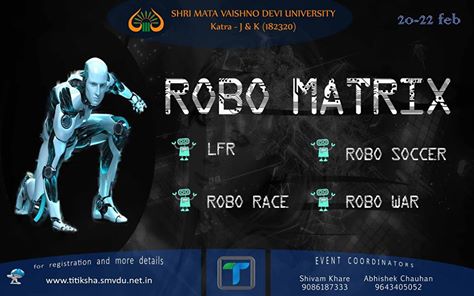 SHRI MATA VAISHNO DEVI UNIVERSITY
Katra - J & K (182320)
20-22 feb
ROBO MATRIX
LFR
ROBO SOCCER
ROBO RACE
ROBO WAR
for registration and more details
www.titiksha.smvdu.net.in
T
EVENT COORDINATORS
Shivam Khare Abhishek Chauhan
9086187333 9643405052